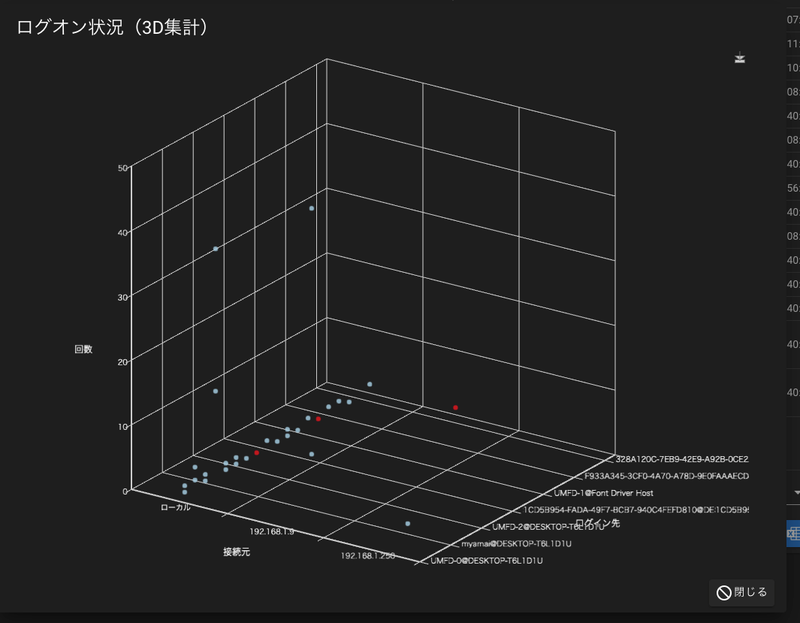 ログオン状況（3D集計）
07:
11:
10:
08:
40:
08:
40:
56:
40:
08:
40:
40:
40:
40:
40:
50
40
30
20
10
0
回数
ローカル
192.168.1.9
192.168.1.250
接続元
328A120C-7EB9-42E9-A92B-0CE2
F933A345-3CF0-4A70-A78D-9E0FAAAECD
UMFD-1@Font Driver Host
1CD5B954-FADA-49F7-BCB7-940C4FEFD810@DE
UMFD-2@DESKTOP-T6L1D1U
ログイン先
myamai@DESKTOP-T6L1D1U
UMFD-0@DESKTOP-T6L1D1U
閉じる